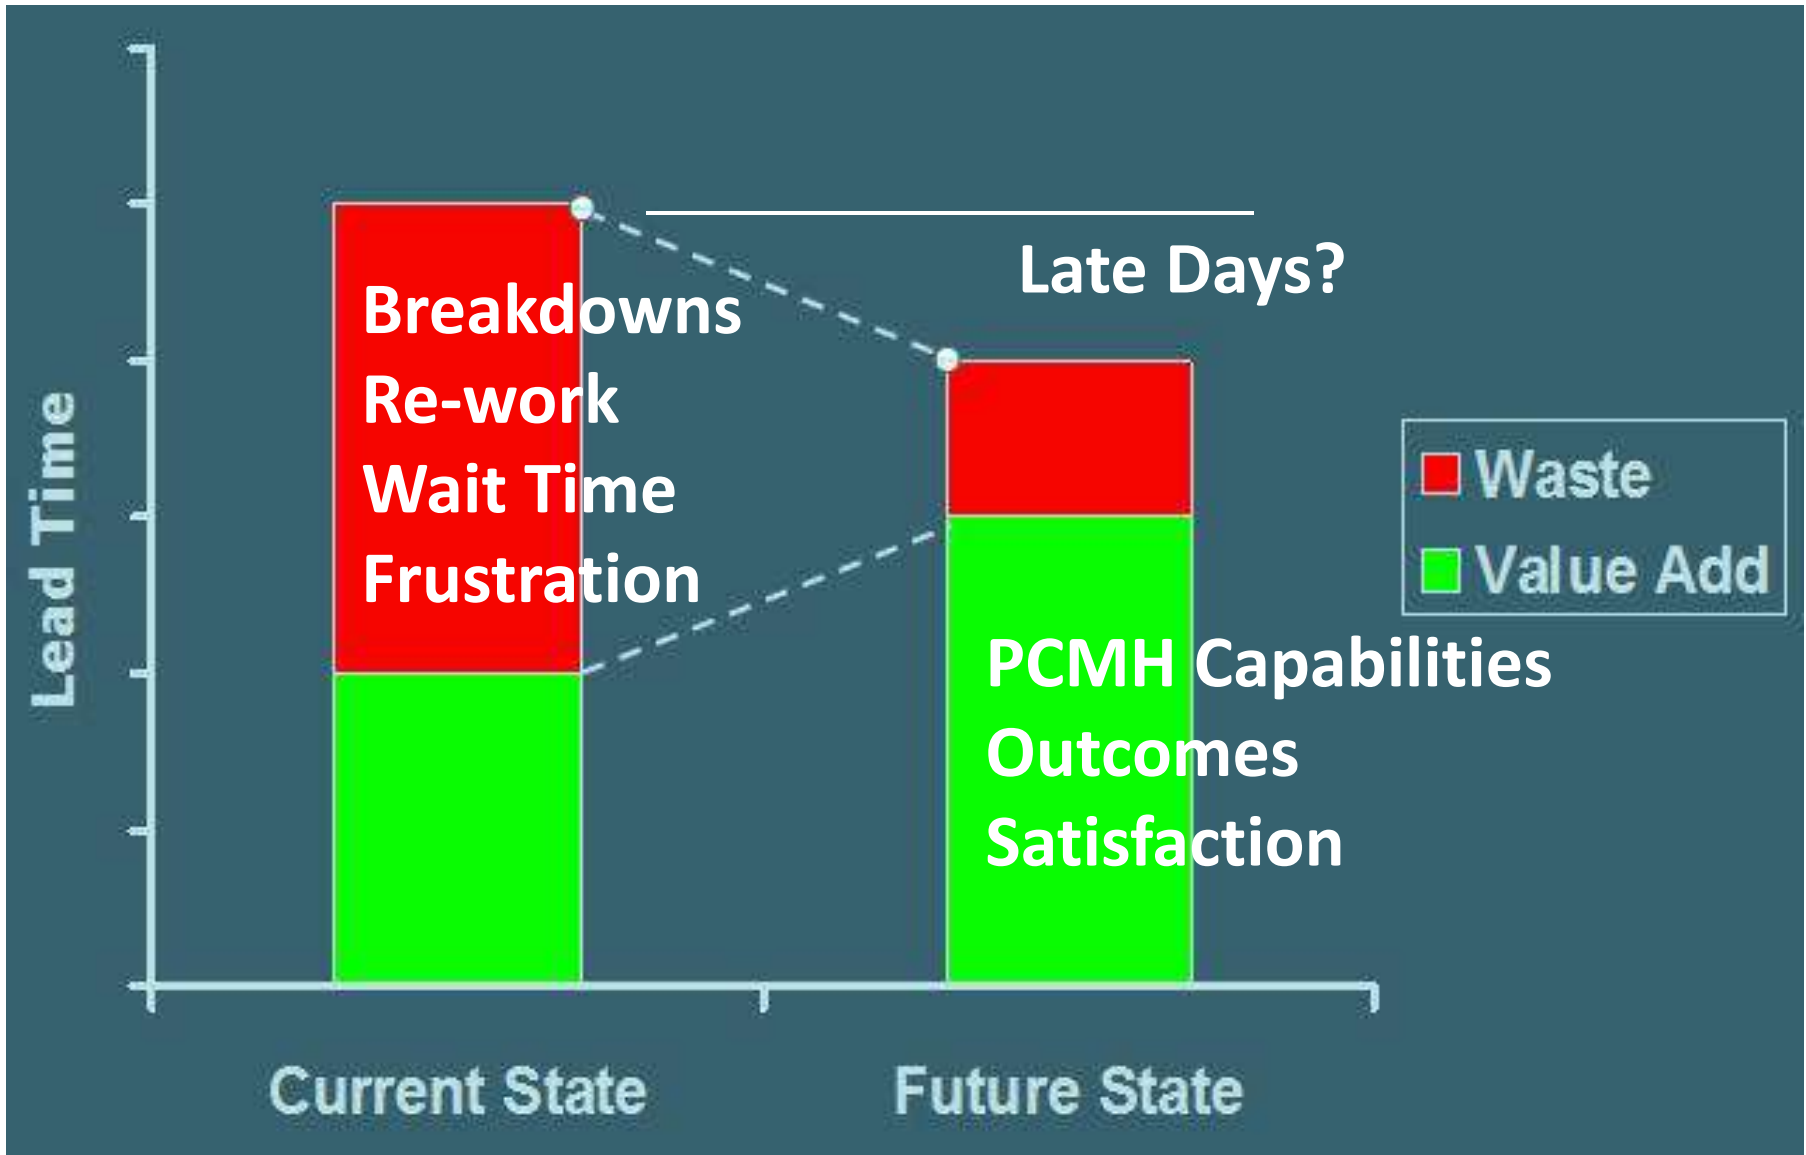 Late Days?
Breakdowns
Re-work
Wait Time
Frustration
Lead Time
Waste
Value Add
PCMH Capabilities
Outcomes
Satisfaction
Current State
Future State